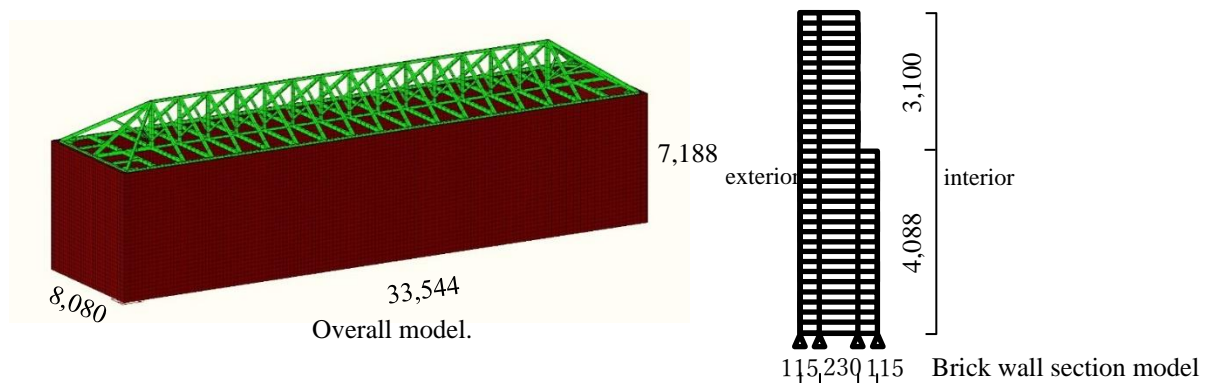 7,188
8,080
33,544
Overall model.
3,100
exterior
interior
4,088
115 230 115
Brick wall section model